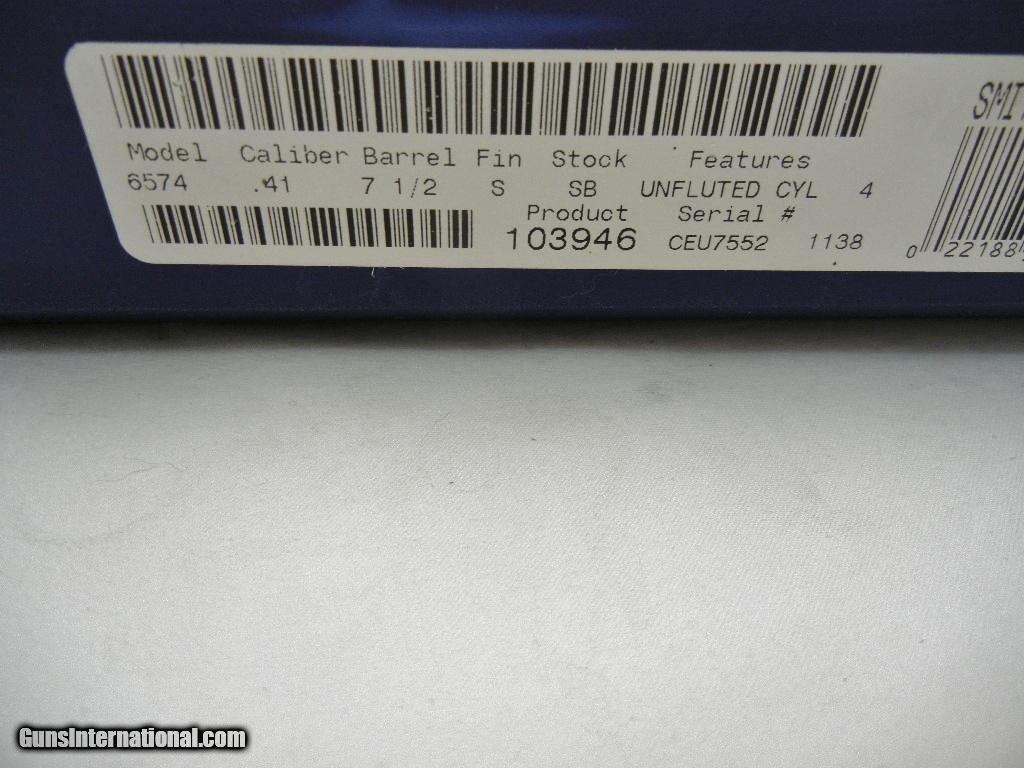 Model Caliber Barrel Fin Stock Features
6574 .41 7 1/2 S SB UNFLUTED CYL 4
Product Serial #
103946 CEU7552 1138
0 22188
GunsInternational.com